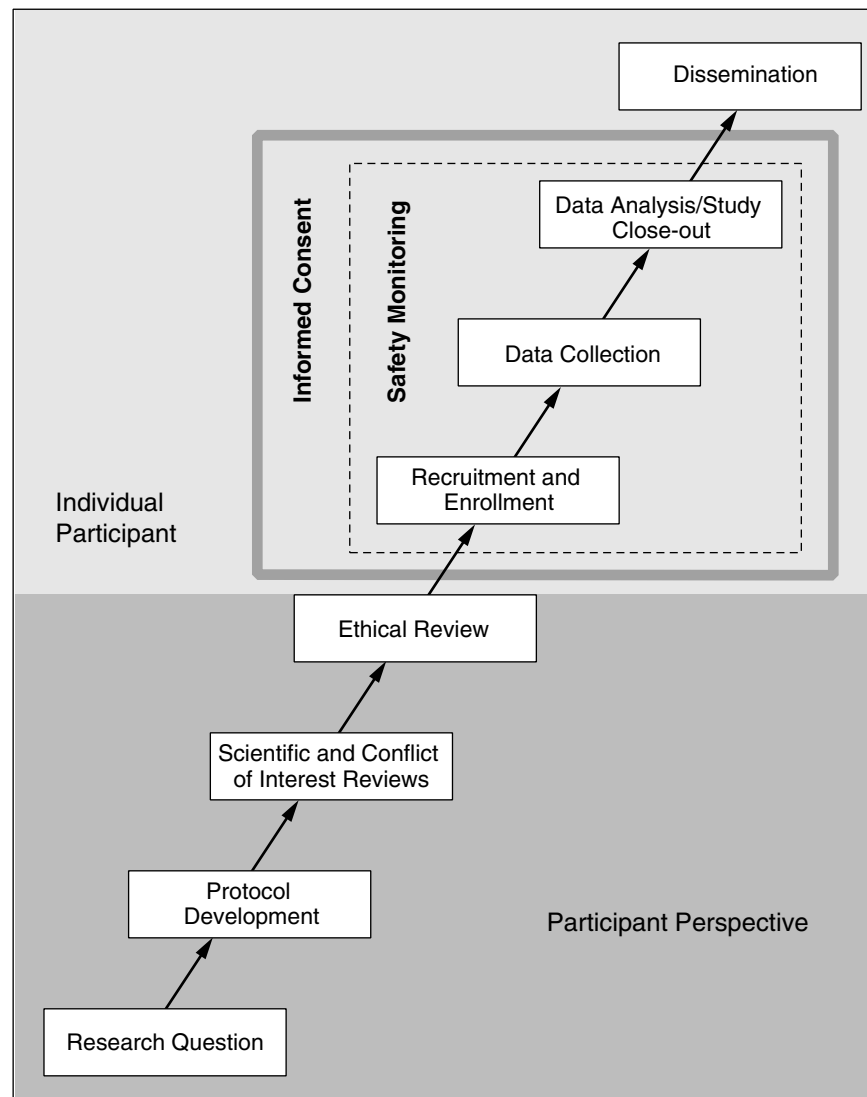 Dissemination
Data Analysis/Study
Close-out
Informed Consent
Safety Monitoring
Data Collection
Recruitment and
Enrollment
Individual
Participant
Ethical Review
Scientific and Conflict
of Interest Reviews
Protocol
Development
Participant Perspective
Research Question